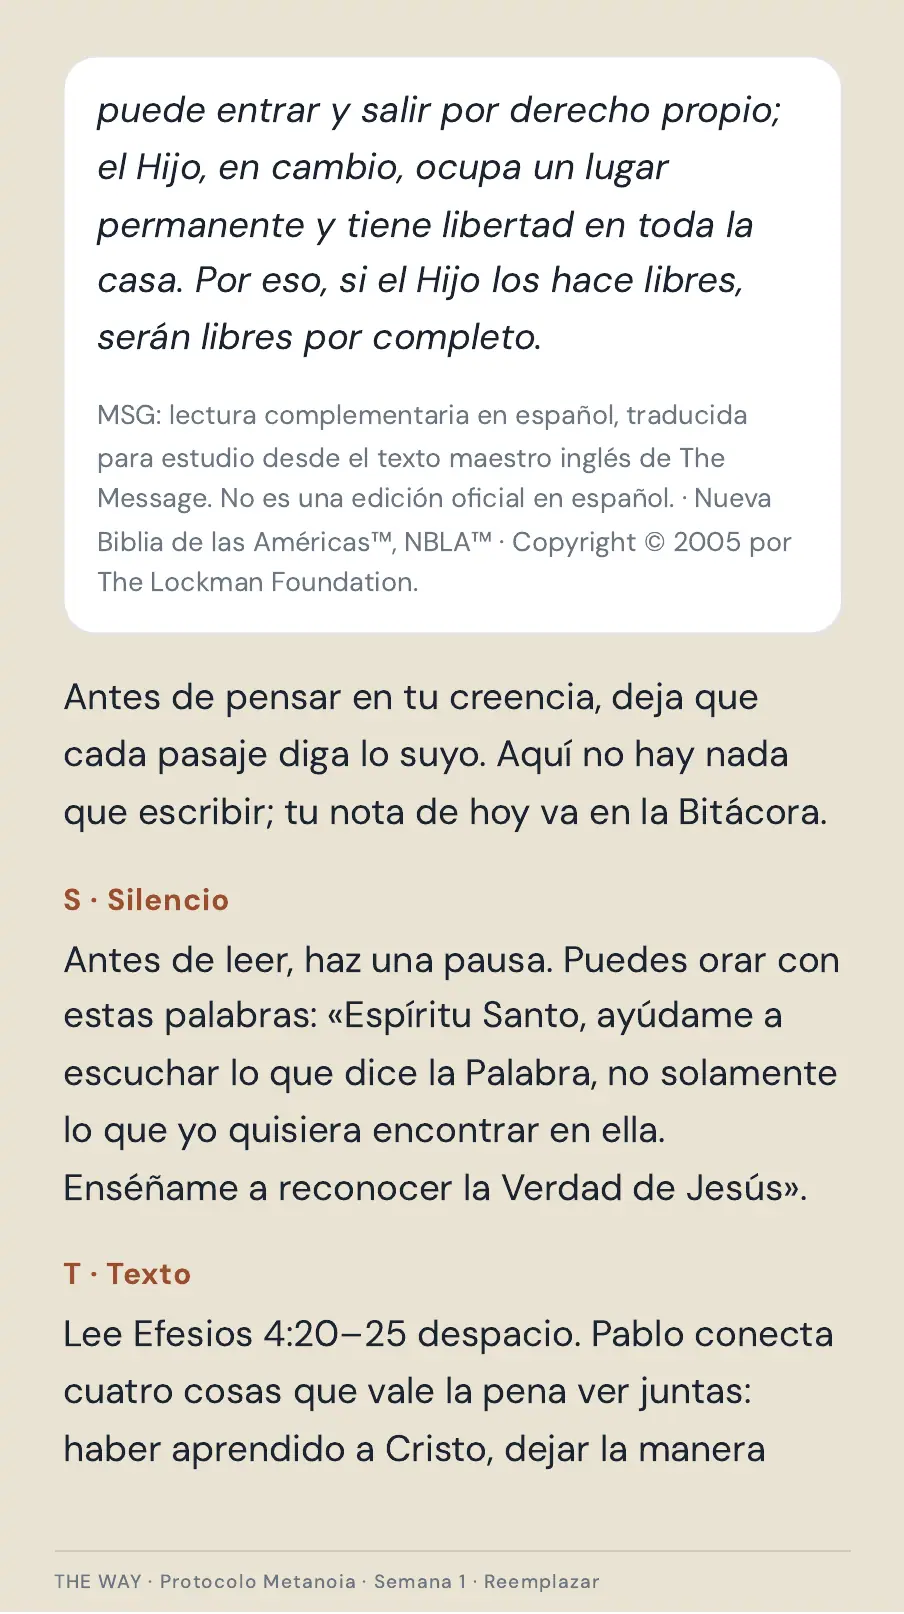 puede entrar y salir por derecho propio;
el Hijo, en cambio, ocupa un lugar
permanente y tiene libertad en toda la
casa. Por eso, si el Hijo los hace libres,
serán libres por completo.
MSG: lectura complementaria en español, traducida
para estudio desde el texto maestro inglés de The
Message. No es una edición oficial en español. · Nueva
Biblia de las Américas™, NBLA™ · Copyright © 2005 por
The Lockman Foundation.
Antes de pensar en tu creencia, deja que
cada pasaje diga lo suyo. Aquí no hay nada
que escribir; tu nota de hoy va en la Bitácora.
S · Silencio
Antes de leer, haz una pausa. Puedes orar con
estas palabras: «Espíritu Santo, ayúdame a
escuchar lo que dice la Palabra, no solamente
lo que yo quisiera encontrar en ella.
Enséñame a reconocer la Verdad de Jesús».
T · Texto
Lee Efesios 4:20–25 despacio. Pablo conecta
cuatro cosas que vale la pena ver juntas:
haber aprendido a Cristo, dejar la manera
THE WAY · Protocolo Metanoia · Semana 1 · Reemplazar